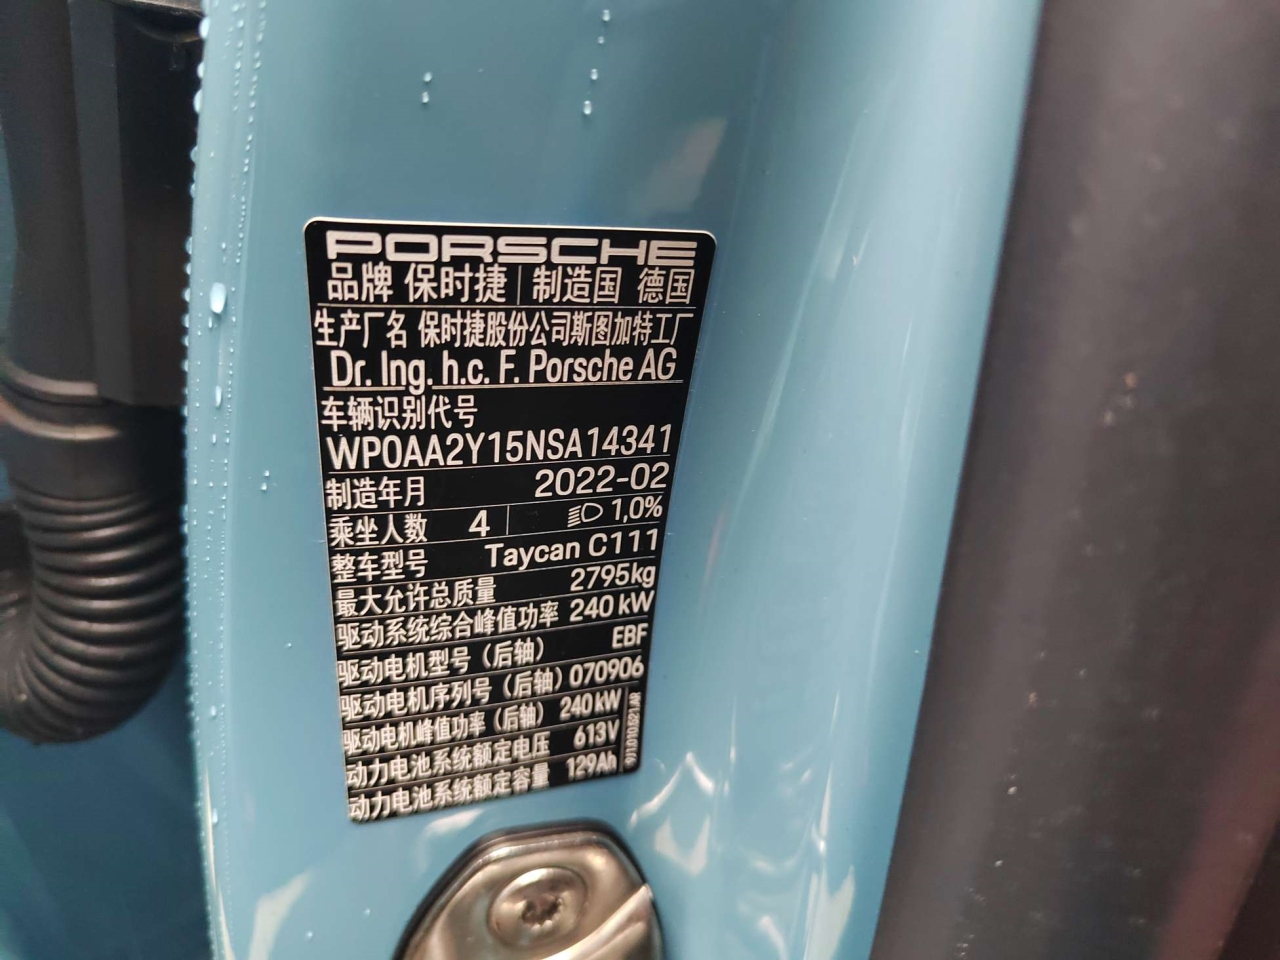 PORSCHE
品牌 保时捷 制造国 德国
生产厂名 保时捷股份公司斯图加特工厂
Dr. Ing. h.c. F. Porsche AG
车辆识别代号
WP0AA2Y15NSA14341
制造年月 2022-02
乘坐人数 4 1,0%
整车型号 Taycan C111
最大允许总质量 2795kg
驱动系统综合峰值功率 240 kW
驱动电机型号（后轴） EBF
驱动电机序列号（后轴） 070906
驱动电机峰值功率（后轴） 240 kW
动力电池系统额定电压 613V
动力电池系统额定容量 129Ah